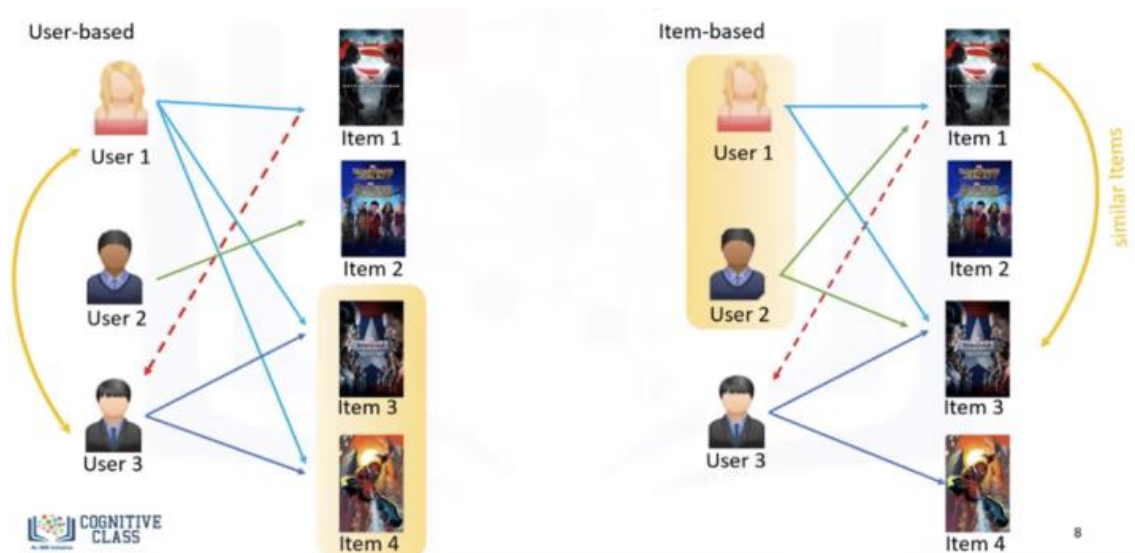 User-based
User 1
User 2
User 3
Item 1
Item 2
Item 3
Item 4
Item-based
User 1
User 2
User 3
Item 1
Item 2
Item 3
Item 4
similar Items
COGNITIVE
CLASS
8